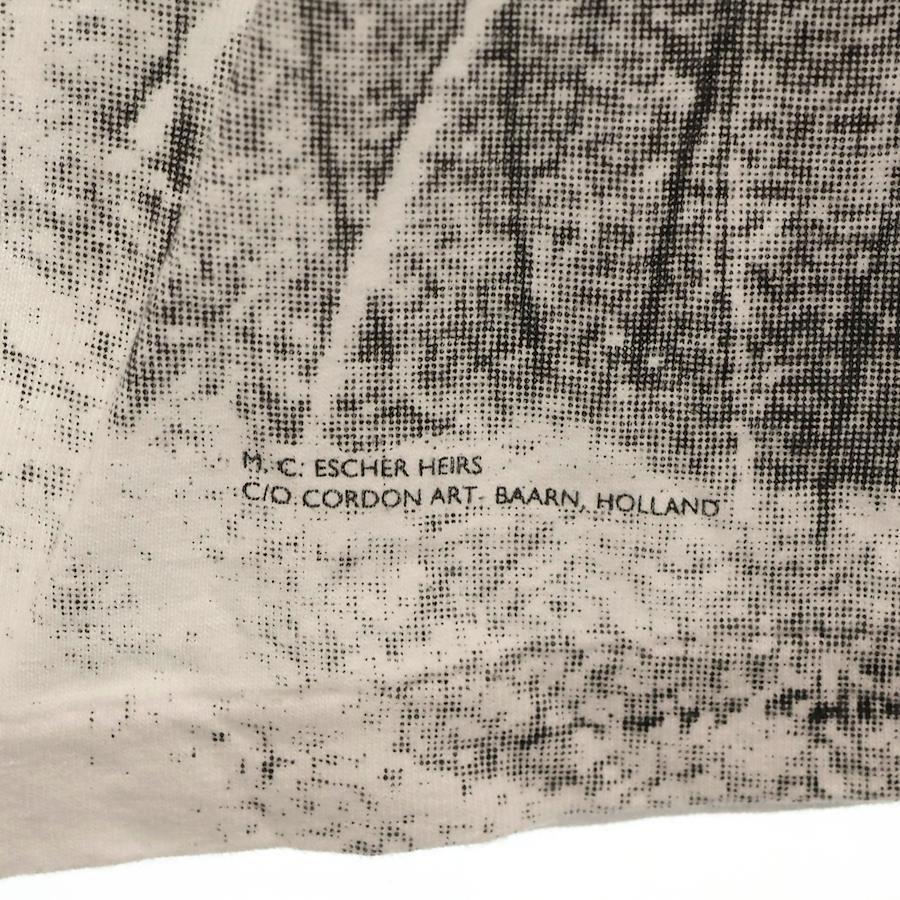 M. C. ESCHER HEIRS
C/O CORDON ART- BAARN, HOLLAND